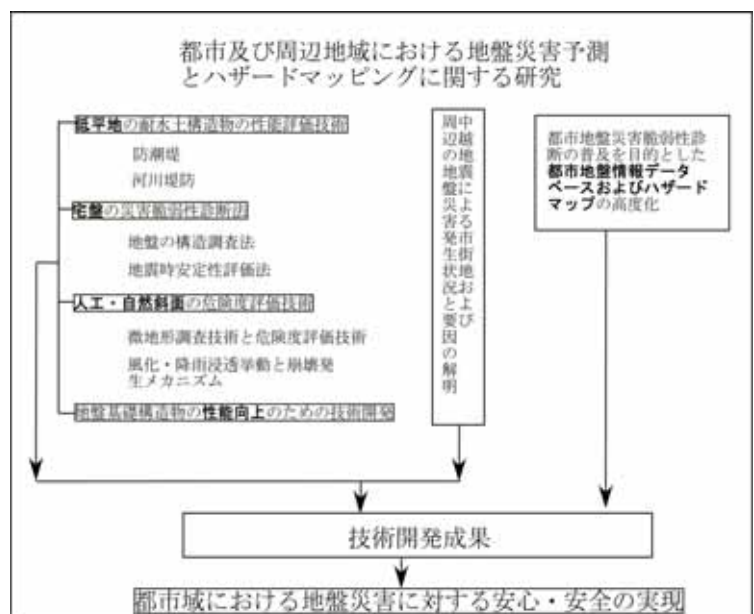 都市及び周辺地域における地盤災害予測
とハザードマッピングに関する研究
低平地の耐水土構造物の性能評価技術
防潮堤
河川堤防
宅盤の災害脆弱性診断法
地盤の構造調査法
地震時安定性評価法
人工・自然斜面の危険度評価技術
微地形調査技術と危険度評価技術
風化・降雨浸透挙動と崩壊発
生メカニズム
地盤基礎構造物の性能向上のための技術開発
中越の地震による市街地および
周辺地盤災害発生状況と要因の解明
都市地盤災害脆弱性診
断の普及を目的とした
都市地盤情報データ
ベースおよびハザード
マップの高度化
技術開発成果
都市域における地盤災害に対する安心・安全の実現